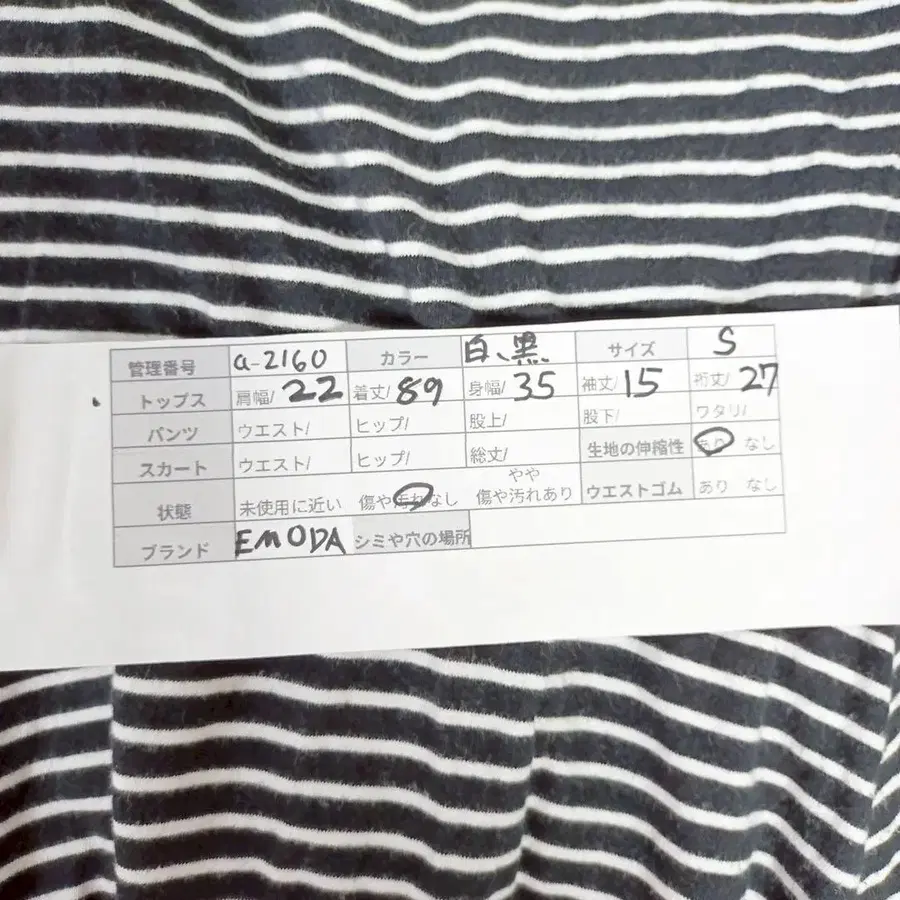 管理番号 a-2160 カラー 白、黒 サイズ S
トップス 肩幅/ 22 着丈/ 89 身幅/ 35 袖丈/ 15 裄丈/ 27
パンツ ウエスト/ ヒップ/ 股上/ 股下/ ワタリ/
スカート ウエスト/ ヒップ/ 総丈/ 生地の伸縮性 あり なし
状態 未使用に近い 傷や汚れなし やや傷や汚れあり ウエストゴム あり なし
ブランド EMODA シミや穴の場所